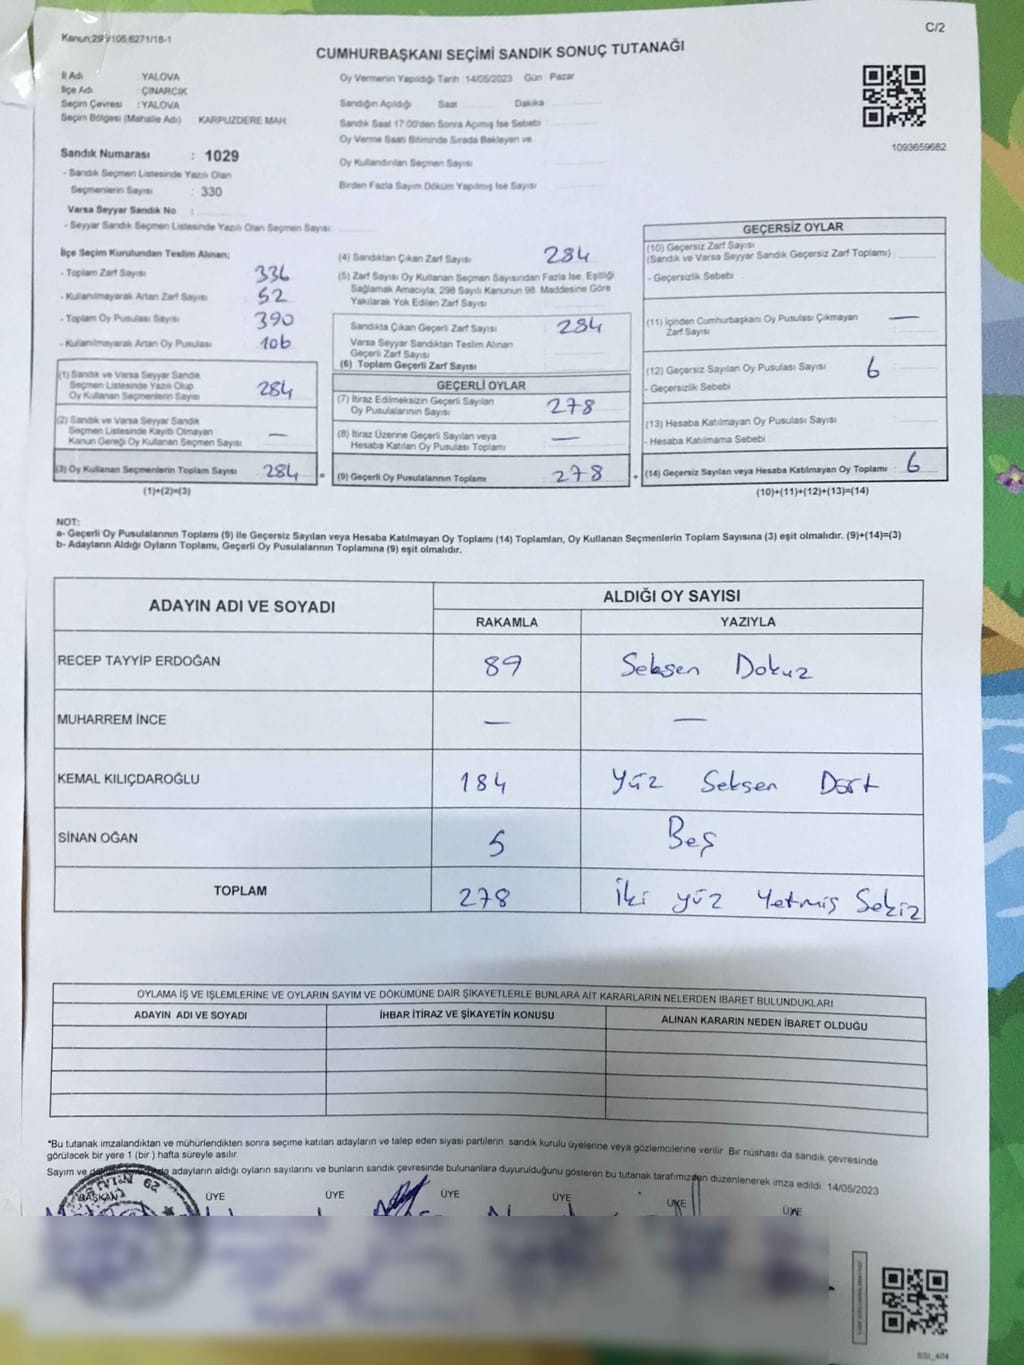 C/2
Kanun:298/105;6271/18-1
CUMHURBAŞKANI SEÇİMİ SANDIK SONUÇ TUTANAĞI
İl Adı : YALOVA
İlçe Adı : ÇINARCIK
Seçim Çevresi : YALOVA
Seçim Bölgesi (Mahalle Adı) KARPUZDERE MAH
Sandık Numarası : 1029
- Sandık Seçmen Listesinde Yazılı Olan
Seçmenlerin Sayısı : 330
Varsa Seyyar Sandık No :
- Seyyar Sandık Seçmen Listesinde Yazılı Olan Seçmen Sayısı:
Oy Vermenin Yapıldığı Tarih :14/05/2023 Gün : Pazar
Sandığın Açıldığı Saat Dakika
Sandık Saat 17:00'den Sonra Açımış İse Sebebi :
Oy Verme Saati Bitiminde Sırada Bekleyen ve
Oy Kullandırılan Seçmen Sayısı :
Birden Fazla Sayım Döküm Yapılmış İse Sayısı :
1093659682
İlçe Seçim Kurulundan Teslim Alınan;
- Toplam Zarf Sayısı 336
- Kullanılmayarak Artan Zarf Sayısı 52
- Toplam Oy Pusulası Sayısı 390
- Kullanılmayarak Artan Oy Pusulası 106
(1) Sandık ve Varsa Seyyar Sandık
Seçmen Listesinde Yazılı Olup
Oy Kullanan Seçmenlerin Sayısı 284
(2) Sandık ve Varsa Seyyar Sandık
Seçmen Listesinde Kayıtlı Olmayan
Kanun Gereği Oy Kullanan Seçmen Sayısı —
(3) Oy Kullanan Seçmenlerin Toplam Sayısı 284 =
(1)+(2)=(3)
(4) Sandıktan Çıkan Zarf Sayısı 284
(5) Zarf Sayısı Oy Kullanan Seçmen Sayısından Fazla İse, Eşitliği
Sağlamak Amacıyla, 298 Sayılı Kanunun 98. Maddesine Göre
Yakılarak Yok Edilen Zarf Sayısı
Sandıkta Çıkan Geçerli Zarf Sayısı 284
Varsa Seyyar Sandıktan Teslim Alınan
Geçerli Zarf Sayısı
(6) Toplam Geçerli Zarf Sayısı
GEÇERLİ OYLAR
(7) İtiraz Edilmeksizin Geçerli Sayılan
Oy Pusulalarının Sayısı 278
(8) İtiraz Üzerine Geçerli Sayılan veya
Hesaba Katılan Oy Pusulası Toplamı —
(9) Geçerli Oy Pusulalarının Toplamı 278 +
GEÇERSİZ OYLAR
(10) Geçersiz Zarf Sayısı
(Sandık ve Varsa Seyyar Sandık Geçersiz Zarf Toplamı)
- Geçersizlik Sebebi
(11) İçinden Cumhurbaşkanı Oy Pusulası Çıkmayan
Zarf Sayısı —
(12) Geçersiz Sayılan Oy Pusulası Sayısı 6
- Geçersizlik Sebebi
(13) Hesaba Katılmayan Oy Pusulası Sayısı
- Hesaba Katılmama Sebebi
(14) Geçersiz Sayılan veya Hesaba Katılmayan Oy Toplamı 6
(10)+(11)+(12)+(13)=(14)
NOT:
a- Geçerli Oy Pusulalarının Toplamı (9) ile Geçersiz Sayılan veya Hesaba Katılmayan Oy Toplamı (14) Toplamları, Oy Kullanan Seçmenlerin Toplam Sayısına (3) eşit olmalıdır. (9)+(14)=(3)
b- Adayların Aldığı Oyların Toplamı, Geçerli Oy Pusulalarının Toplamına (9) eşit olmalıdır.
ADAYIN ADI VE SOYADI ALDIĞI OY SAYISI
RAKAMLA YAZIYLA
RECEP TAYYİP ERDOĞAN 89 Seksen Dokuz
MUHARREM İNCE — —
KEMAL KILIÇDAROĞLU 184 Yüz Seksen Dört
SİNAN OĞAN 5 Beş
TOPLAM 278 İki yüz Yetmiş Sekiz
OYLAMA İŞ VE İŞLEMLERİNE VE OYLARIN SAYIM VE DÖKÜMÜNE DAİR ŞİKAYETLERLE BUNLARA AİT KARARLARIN NELERDEN İBARET BULUNDUKLARI
ADAYIN ADI VE SOYADI İHBAR İTİRAZ VE ŞİKAYETİN KONUSU ALINAN KARARIN NEDEN İBARET OLDUĞU
*Bu tutanak imzalandıktan ve mühürlendikten sonra seçime katılan adayların ve talep eden siyasi partilerin sandık kurulu üyelerine veya gözlemcilerine verilir. Bir nüshası da sandık çevresinde
görülecek bir yere 1 (bir) hafta süreyle asılır.
Sayım ve adayların aldığı oyların sayılarını ve bunların sandık çevresinde bulunanlara duyurulduğunu gösteren bu tutanak tarafımızdan düzenlenerek imza edildi. 14/05/2023
BAŞKAN ÜYE ÜYE ÜYE ÜYE ÜYE ÜYE